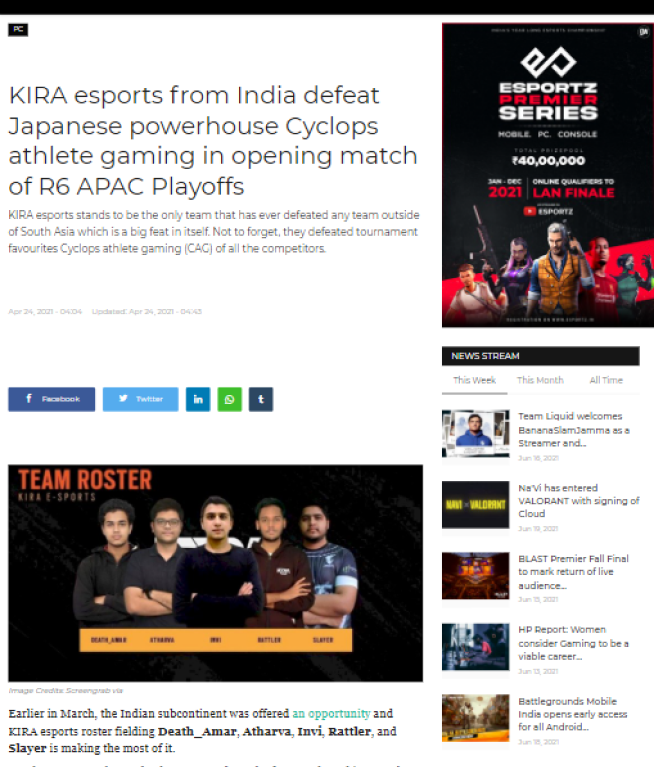 PC
KIRA esports from India defeat
Japanese powerhouse Cyclops
athlete gaming in opening match
of R6 APAC Playoffs
KIRA esports stands to be the only team that has ever defeated any team outside
of South Asia which is a big feat in itself. Not to forget, they defeated tournament
favourites Cyclops athlete gaming (CAG) of all the competitors.
Apr 24, 2021 - 04:04 Updated: Apr 24, 2021 - 04:43
f Facebook
Twitter
in
t
TEAM ROSTER
KIRA E-SPORTS
DEATH_AMAR ATHARVA INVI RATTLER SLAYER
Image Credits: Screengrab via
Earlier in March, the Indian subcontinent was offered an opportunity and
KIRA esports roster fielding Death_Amar, Atharva, Invi, Rattler, and
Slayer is making the most of it.
INDIA'S YEAR LONG ESPORTS CHAMPIONSHIP
ESPORTZ
PREMIER
SERIES
MOBILE. PC. CONSOLE
TOTAL PRIZEPOOL
₹40,00,000
JAN - DEC
2021
ONLINE QUALIFIERS TO
LAN FINALE
ESPORTZ
NEWS STREAM
This Week This Month All Time
Team Liquid welcomes
BananaSlamJamma as a
Streamer and...
Jun 16, 2021
NAVI VALORANT
Na'Vi has entered
VALORANT with signing of
Cloud
Jun 19, 2021
BLAST Premier Fall Final
to mark return of live
audience...
Jun 15, 2021
HP Report: Women
consider Gaming to be a
viable career...
Jun 13, 2021
Battlegrounds Mobile
India opens early access
for all Android...
Jun 18, 2021